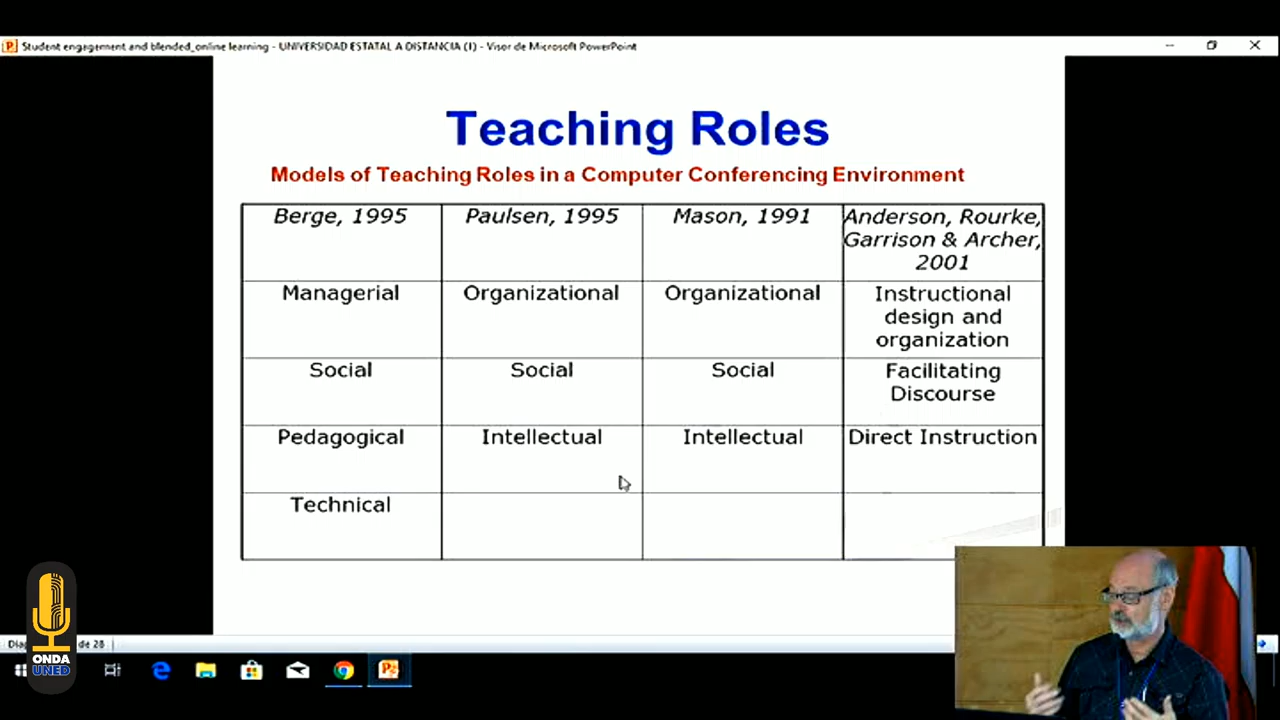 Student engagement and blended_online learning - UNIVERSIDAD ESTATAL A DISTANCIA (I) - Visor de Microsoft PowerPoint
Teaching Roles
Models of Teaching Roles in a Computer Conferencing Environment
Berge, 1995 Paulsen, 1995 Mason, 1991 Anderson, Rourke,
Garrison & Archer,
2001
Managerial Organizational Organizational Instructional
design and
organization
Social Social Social Facilitating
Discourse
Pedagogical Intellectual Intellectual Direct Instruction
Technical
de 28
ONDA
UNED